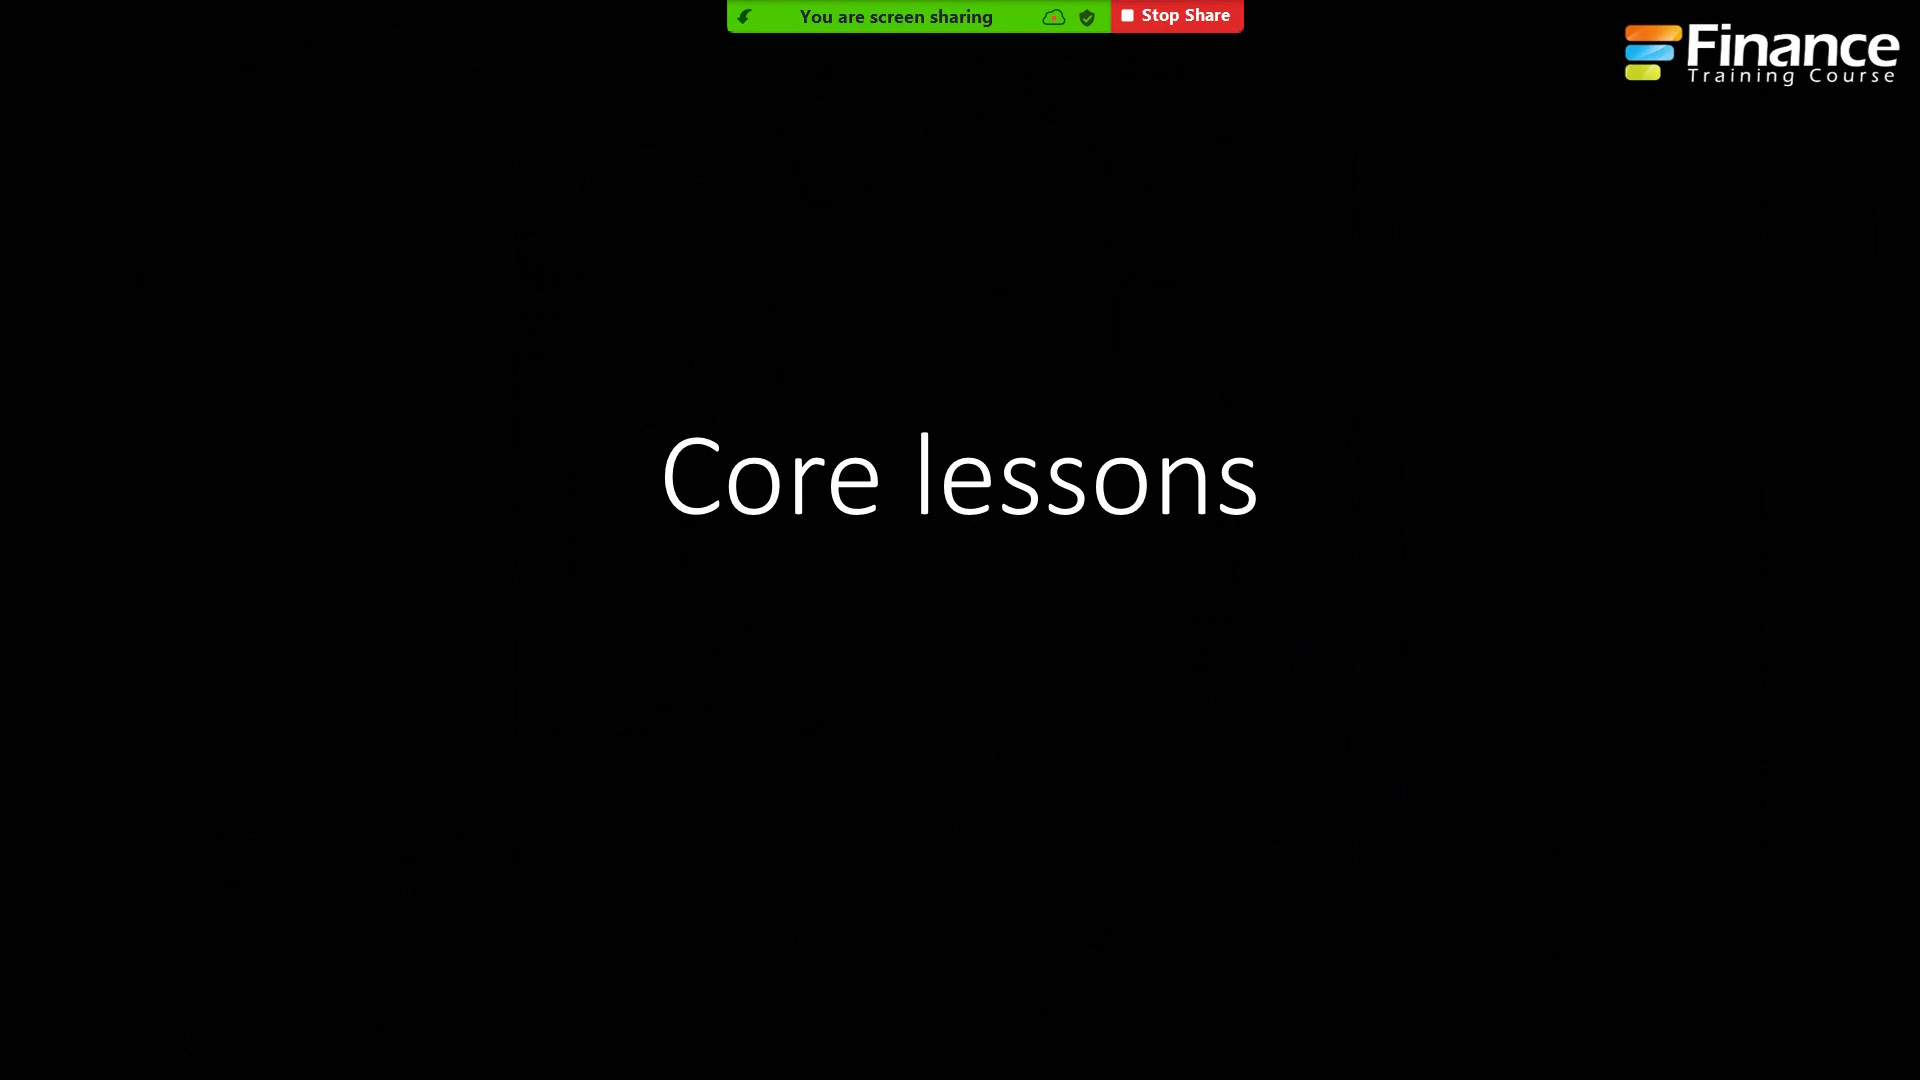 You are screen sharing
Stop Share
Finance
Training Course
Core lessons